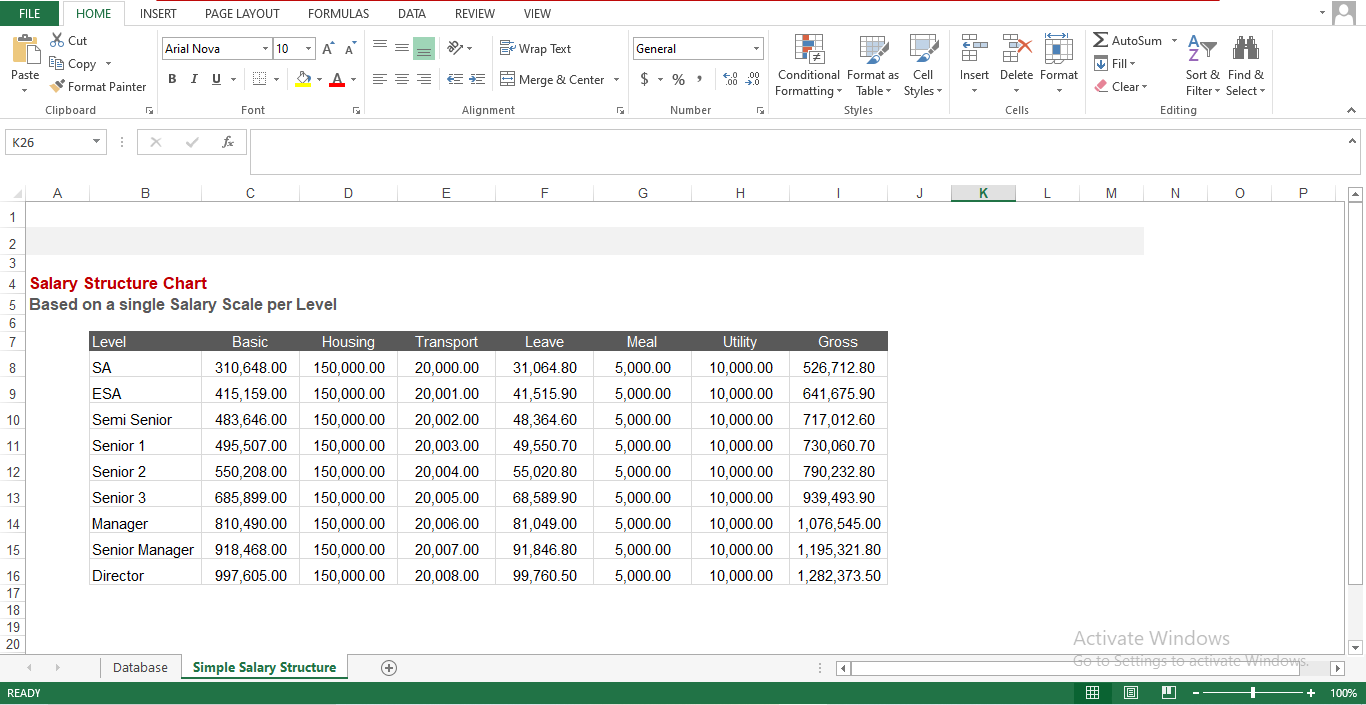 FILE HOME INSERT PAGE LAYOUT FORMULAS DATA REVIEW VIEW
Cut
Copy
Format Painter
Paste
Clipboard
Arial Nova 10
B I U
Font
Wrap Text
Merge & Center
Alignment
General
$ % ,
Number
Conditional Formatting
Format as Table
Cell Styles
Styles
Insert Delete Format
Cells
AutoSum
Fill
Clear
Sort & Filter
Find & Select
Editing
K26 fx
A B C D E F G H I J K L M N O P
1
2
3
4 Salary Structure Chart
5 Based on a single Salary Scale per Level
6
7 Level Basic Housing Transport Leave Meal Utility Gross
8 SA 310,648.00 150,000.00 20,000.00 31,064.80 5,000.00 10,000.00 526,712.80
9 ESA 415,159.00 150,000.00 20,001.00 41,515.90 5,000.00 10,000.00 641,675.90
10 Semi Senior 483,646.00 150,000.00 20,002.00 48,364.60 5,000.00 10,000.00 717,012.60
11 Senior 1 495,507.00 150,000.00 20,003.00 49,550.70 5,000.00 10,000.00 730,060.70
12 Senior 2 550,208.00 150,000.00 20,004.00 55,020.80 5,000.00 10,000.00 790,232.80
13 Senior 3 685,899.00 150,000.00 20,005.00 68,589.90 5,000.00 10,000.00 939,493.90
14 Manager 810,490.00 150,000.00 20,006.00 81,049.00 5,000.00 10,000.00 1,076,545.00
15 Senior Manager 918,468.00 150,000.00 20,007.00 91,846.80 5,000.00 10,000.00 1,195,321.80
16 Director 997,605.00 150,000.00 20,008.00 99,760.50 5,000.00 10,000.00 1,282,373.50
17
18
19
20
Activate Windows
Go to Settings to activate Windows.
Database Simple Salary Structure
READY 100%